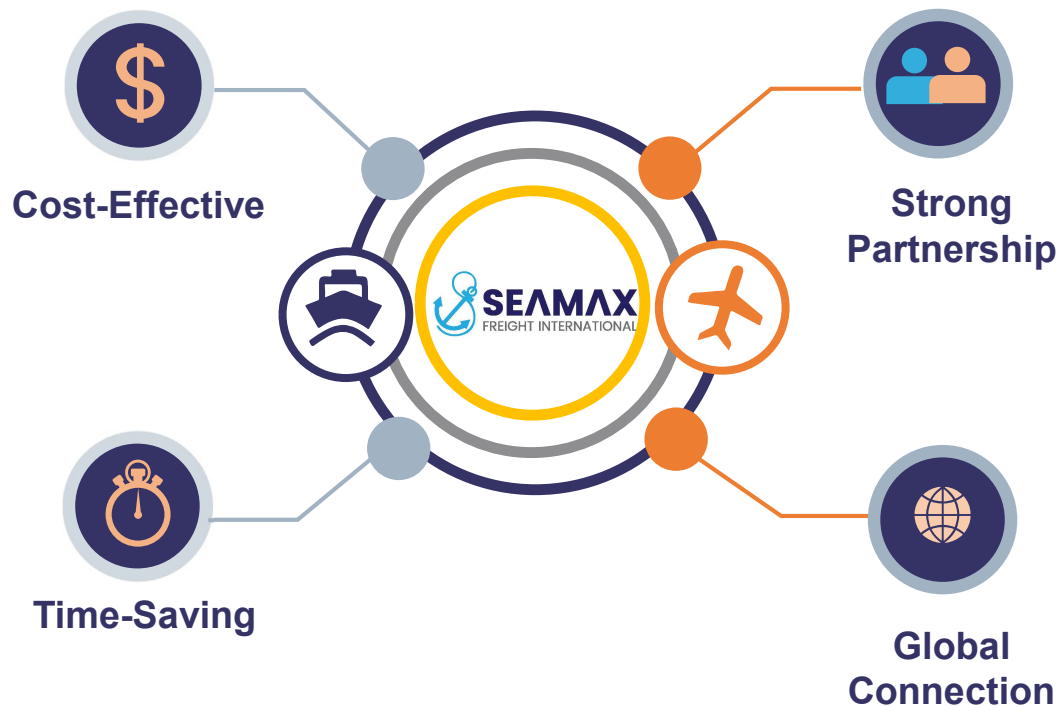 Cost-Effective
Strong
Partnership
SEAMAX
FREIGHT INTERNATIONAL
Time-Saving
Global
Connection